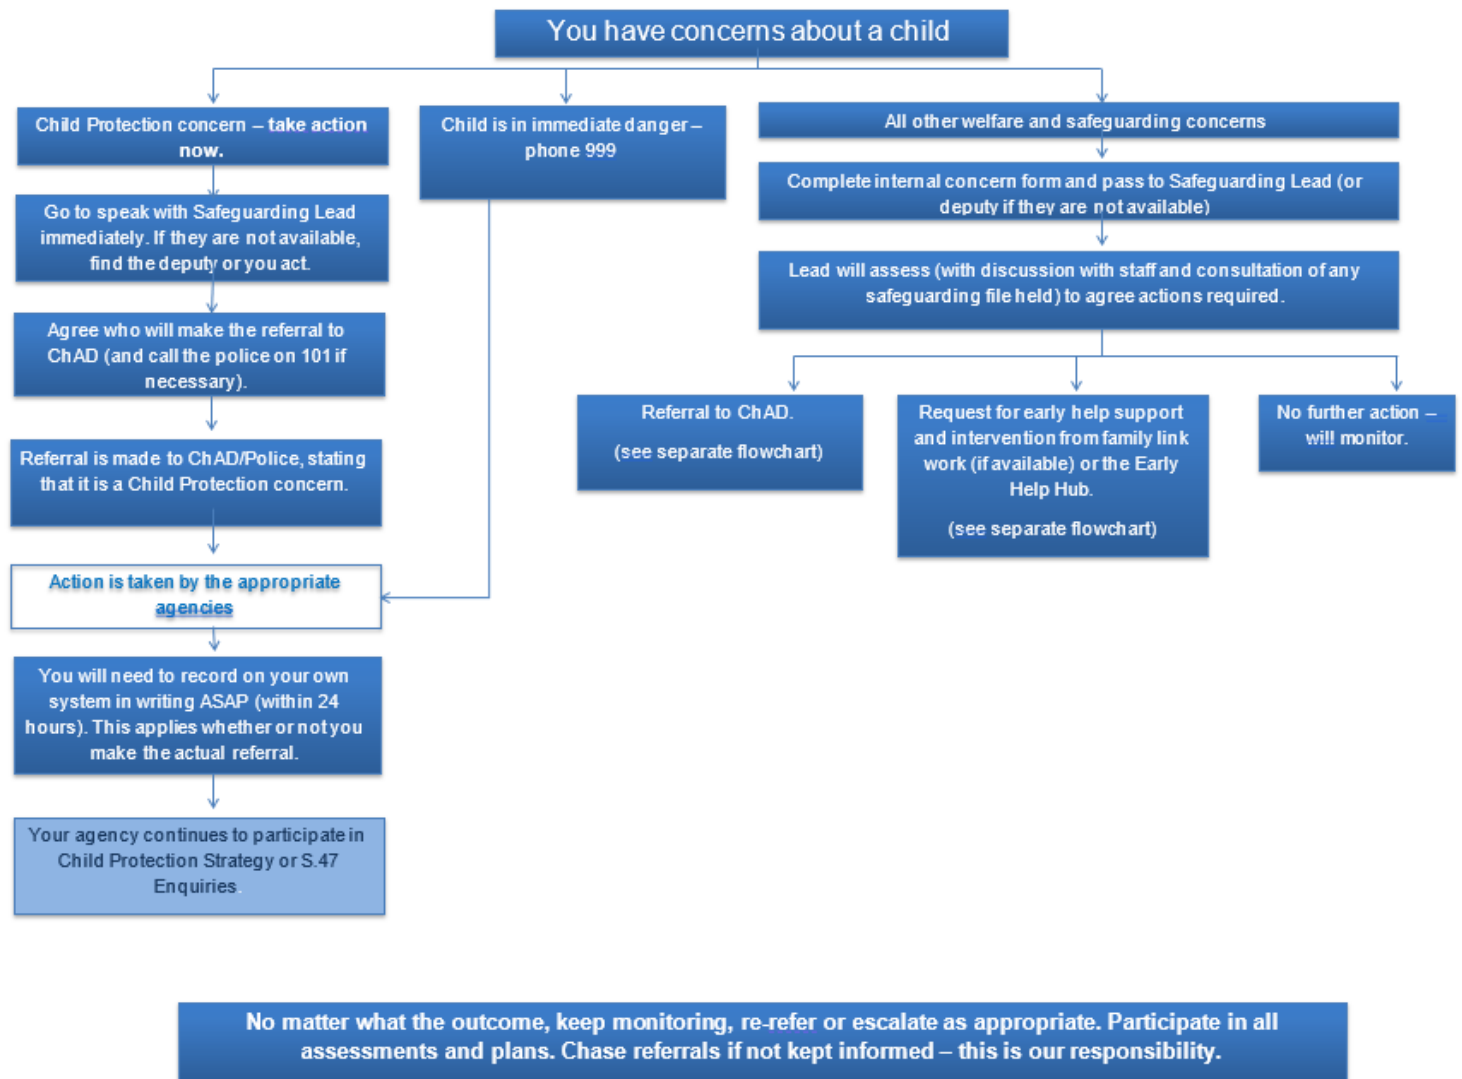 You have concerns about a child
Child Protection concern – take action
now.
Go to speak with Safeguarding Lead
immediately. If they are not available,
find the deputy or you act.
Agree who will make the referral to
ChAD (and call the police on 101 if
necessary).
Referral is made to ChAD/Police, stating
that it is a Child Protection concern.
Action is taken by the appropriate
agencies
You will need to record on your own
system in writing ASAP (within 24
hours). This applies whether or not you
make the actual referral.
Your agency continues to participate in
Child Protection Strategy or S.47
Enquiries.
Child is in immediate danger –
phone 999
All other welfare and safeguarding concerns
Complete internal concern form and pass to Safeguarding Lead (or
deputy if they are not available)
Lead will assess (with discussion with staff and consultation of any
safeguarding file held) to agree actions required.
Referral to ChAD.
(see separate flowchart)
Request for early help support
and intervention from family link
work (if available) or the Early
Help Hub.
(see separate flowchart)
No further action –
will monitor.
No matter what the outcome, keep monitoring, re-refer or escalate as appropriate. Participate in all
assessments and plans. Chase referrals if not kept informed – this is our responsibility.